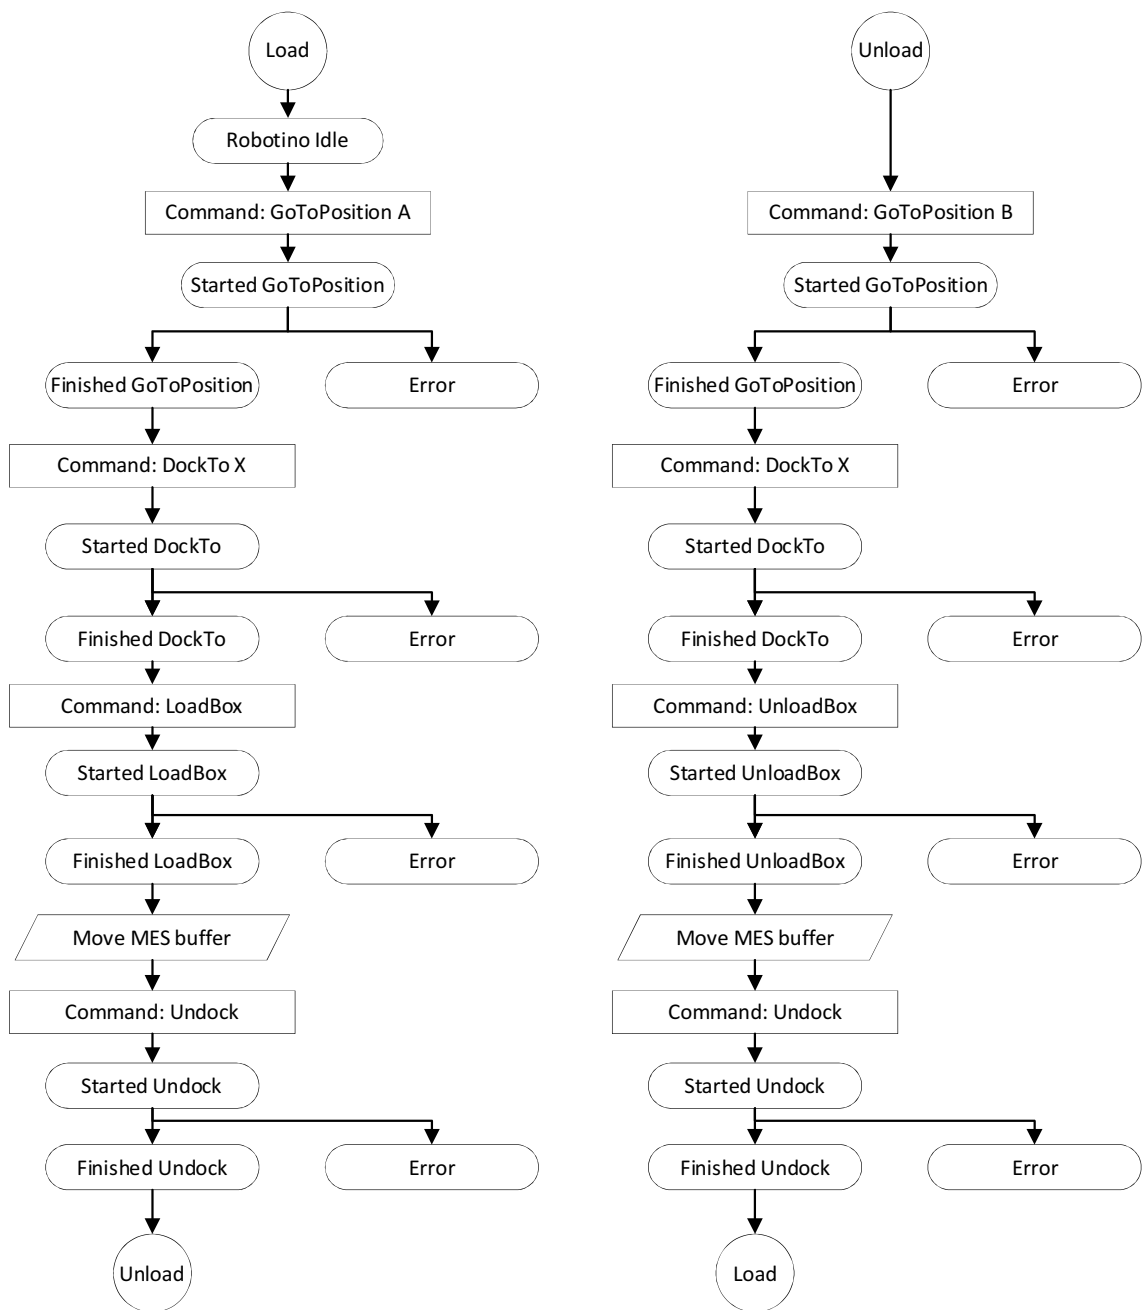 Load
Robotino Idle
Command: GoToPosition A
Started GoToPosition
Finished GoToPosition
Error
Command: DockTo X
Started DockTo
Finished DockTo
Error
Command: LoadBox
Started LoadBox
Finished LoadBox
Error
Move MES buffer
Command: Undock
Started Undock
Finished Undock
Error
Unload
Unload
Command: GoToPosition B
Started GoToPosition
Finished GoToPosition
Error
Command: DockTo X
Started DockTo
Finished DockTo
Error
Command: UnloadBox
Started UnloadBox
Finished UnloadBox
Error
Move MES buffer
Command: Undock
Started Undock
Finished Undock
Error
Load